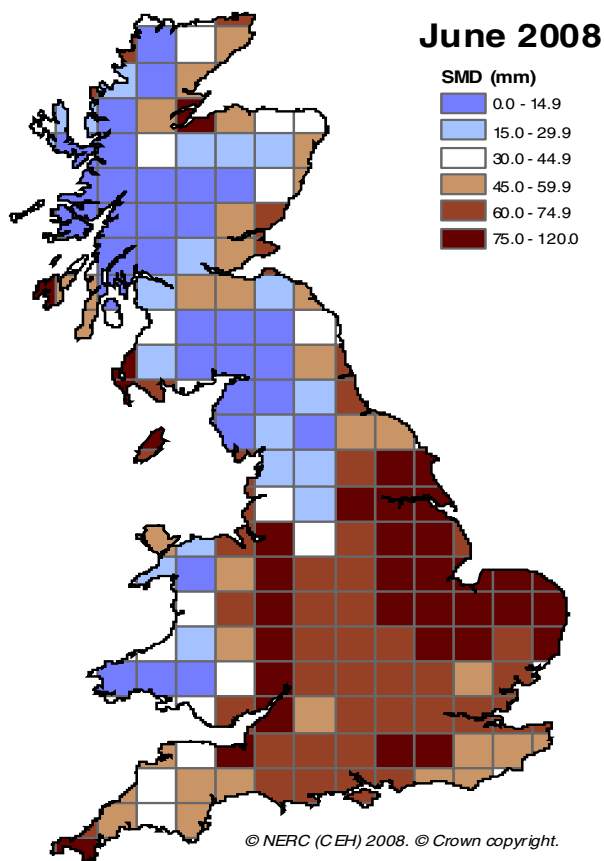 June 2008
SMD (mm)
0.0 - 14.9
15.0 - 29.9
30.0 - 44.9
45.0 - 59.9
60.0 - 74.9
75.0 - 120.0
© NERC (CEH) 2008. © Crown copyright.